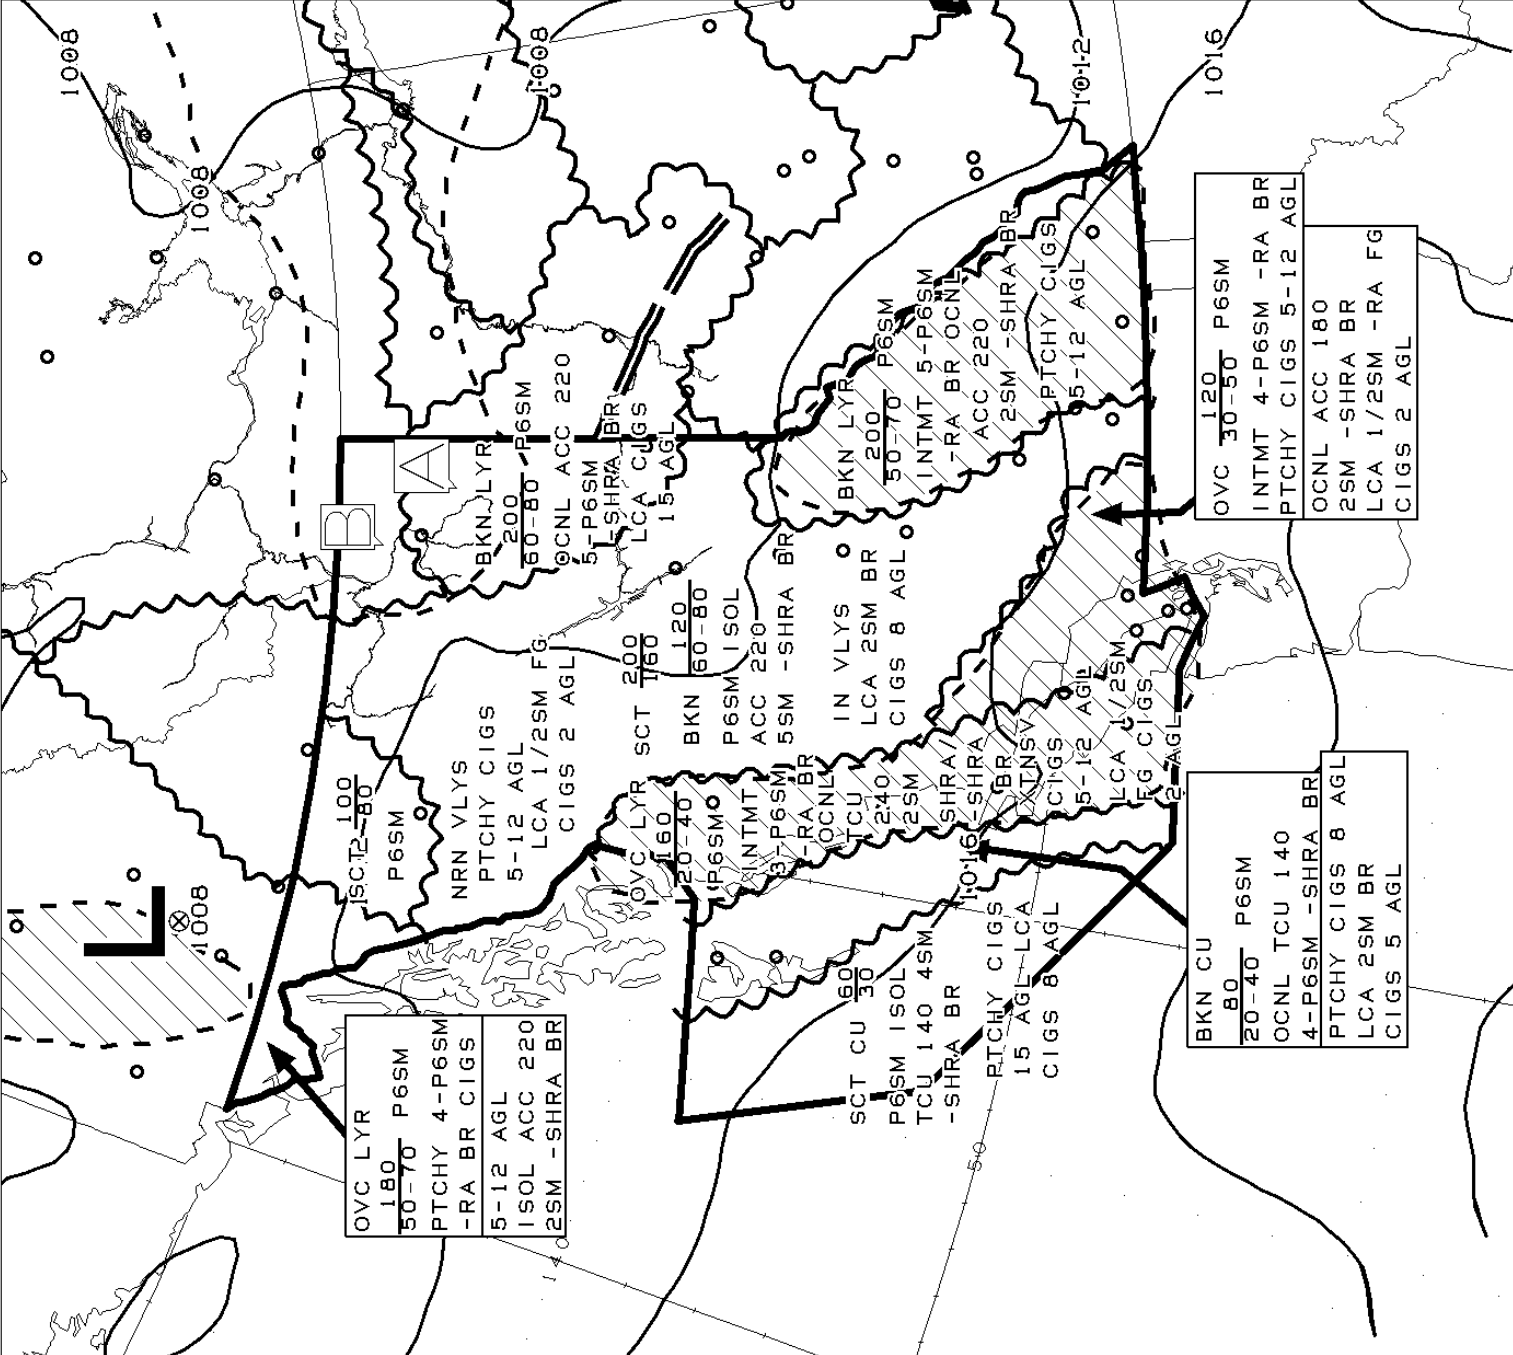 1008
1008
1008
1012
1016
1008
1016
50
140
B
A
BKN LYR
200
60-80 P6SM
OCNL ACC 220
5-P6SM
-SHRA BR
LCA CIGS
15 AGL
SCT 100
80
P6SM
NRN VLYS
PTCHY CIGS
5-12 AGL
LCA 1/2SM FG
CIGS 2 AGL
SCT 200
160
BKN 120
60-80
P6SM ISOL
ACC 220
5SM -SHRA BR
IN VLYS
LCA 2SM BR
CIGS 8 AGL
BKN LYR
200
50-70 P6SM
INTMT 5-P6SM
-RA BR OCNL
ACC 220
2SM -SHRA BR
PTCHY CIGS
5-12 AGL
OVC LYR
160
20-40
P6SM
INTMT
3-P6SM
-RA BR
OCNL
TCU
240
2SM
SHRA/
-SHRA
BR
XTNSV
CIGS
5-12 AGL
LCA 1/2SM
FG CIGS
2 AGL
SCT CU 60
30
P6SM ISOL
TCU 140 4SM
-SHRA BR
PTCHY CIGS
15 AGL LCA
CIGS 8 AGL
OVC LYR
180
50-70 P6SM
PTCHY 4-P6SM
-RA BR CIGS
5-12 AGL
ISOL ACC 220
2SM -SHRA BR
OVC 120
30-50 P6SM
INTMT 4-P6SM -RA BR
PTCHY CIGS 5-12 AGL
OCNL ACC 180
2SM -SHRA BR
LCA 1/2SM -RA FG
CIGS 2 AGL
BKN CU
80
20-40 P6SM
OCNL TCU 140
4-P6SM -SHRA BR
PTCHY CIGS 8 AGL
LCA 2SM BR
CIGS 5 AGL